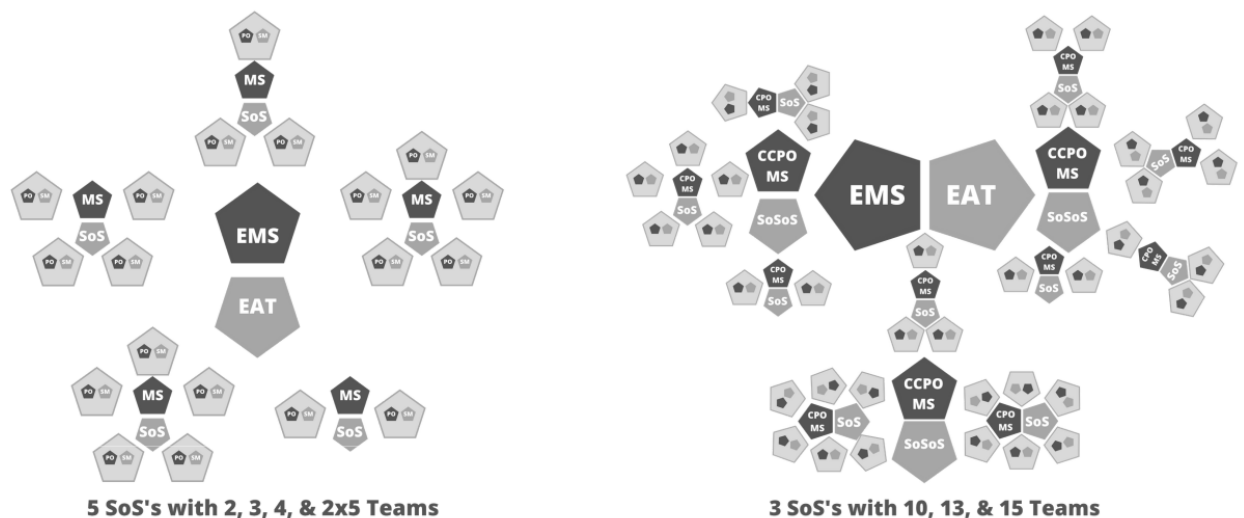 PO SM
MS
SoS
PO SM PO SM
PO SM MS PO SM
SoS
PO SM PO SM
EMS
EAT
PO SM
PO SM MS PO SM
SoS
PO SM PO SM
PO SM
PO SM MS PO SM
SoS
PO SM PO SM
MS
PO SM PO SM
SoS
5 SoS's with 2, 3, 4, & 2x5 Teams
CPO
MS
SoS
CCPO
MS
SoSoS
CPO
MS
SoS
CPO
MS
SoS
EMS
EAT
CPO
MS
SoS
CCPO
MS
SoSoS
SoS
CPO
MS
CPO
MS
SoS
CPO
MS
SoS
CPO
MS
SoS
CCPO
MS
SoSoS
CPO
MS
SoS
CPO
MS
SoS
3 SoS's with 10, 13, & 15 Teams